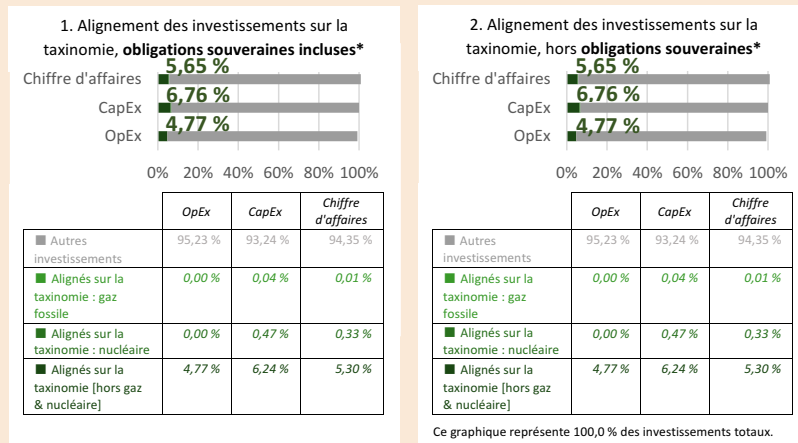 1. Alignement des investissements sur la
taxinomie, obligations souveraines incluses*
Chiffre d'affaires
5,65 %
CapEx
6,76 %
OpEx
4,77 %
0% 20% 40% 60% 80% 100%
OpEx CapEx Chiffre
d'affaires
Autres
investissements
95,23 % 93,24 % 94,35 %
Alignés sur la
taxinomie : gaz
fossile
0,00 % 0,04 % 0,01 %
Alignés sur la
taxinomie : nucléaire
0,00 % 0,47 % 0,33 %
Alignés sur la
taxinomie [hors gaz
& nucléaire]
4,77 % 6,24 % 5,30 %
2. Alignement des investissements sur la
taxinomie, hors obligations souveraines*
Chiffre d'affaires
5,65 %
CapEx
6,76 %
OpEx
4,77 %
0% 20% 40% 60% 80% 100%
OpEx CapEx Chiffre
d'affaires
Autres
investissements
95,23 % 93,24 % 94,35 %
Alignés sur la
taxinomie : gaz
fossile
0,00 % 0,04 % 0,01 %
Alignés sur la
taxinomie : nucléaire
0,00 % 0,47 % 0,33 %
Alignés sur la
taxinomie [hors gaz
& nucléaire]
4,77 % 6,24 % 5,30 %
Ce graphique représente 100,0 % des investissements totaux.